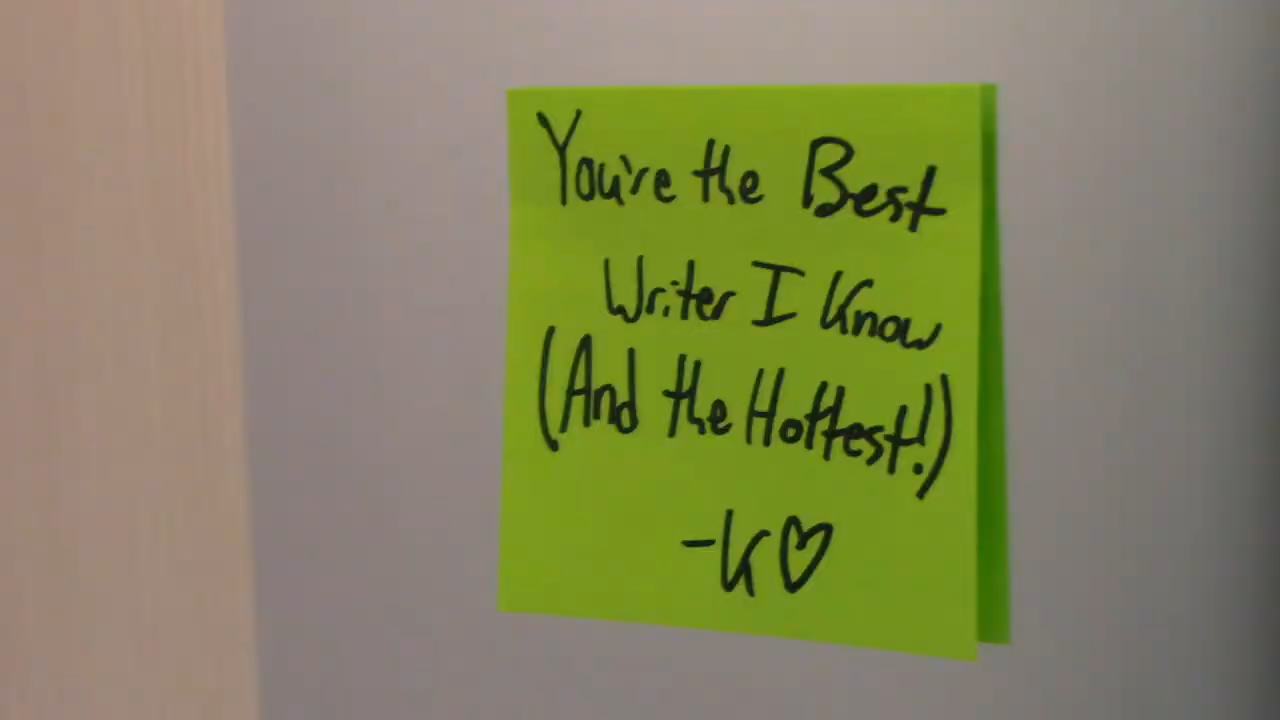 You're the Best
Writer I Know
(And the Hottest!)
-K♡